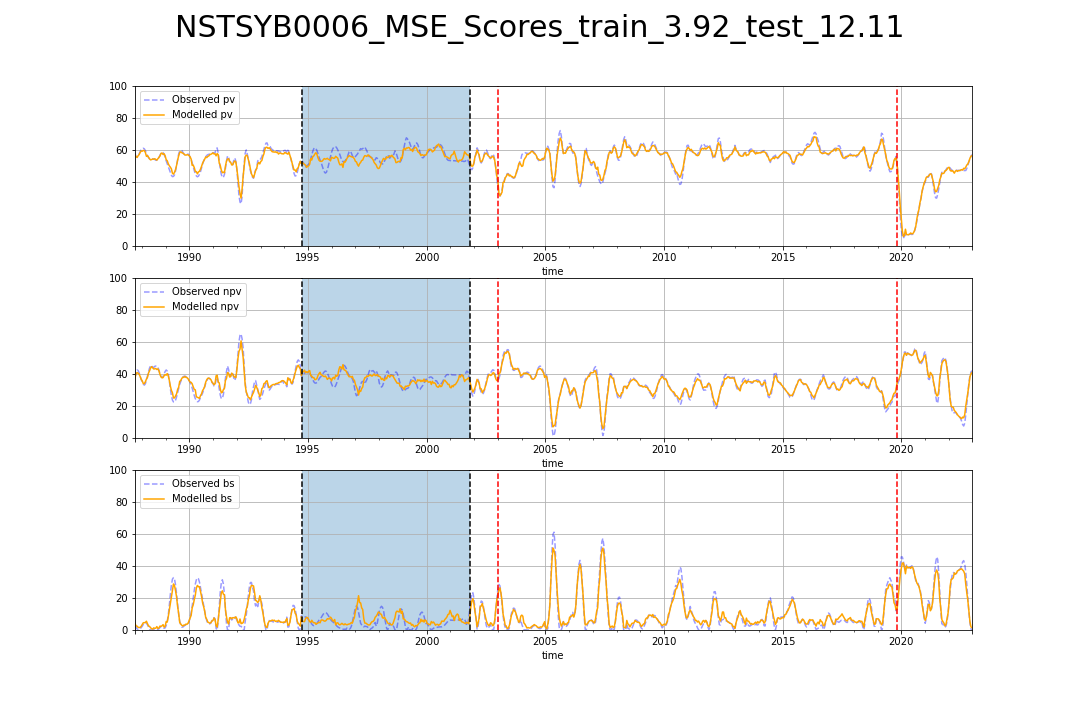 NSTSYB0006_MSE_Scores_train_3.92_test_12.11
100
80
60
40
20
0
Observed pv
Modelled pv
1990 1995 2000 2005 2010 2015 2020
time
100
80
60
40
20
0
Observed npv
Modelled npv
1990 1995 2000 2005 2010 2015 2020
time
100
80
60
40
20
0
Observed bs
Modelled bs
1990 1995 2000 2005 2010 2015 2020
time